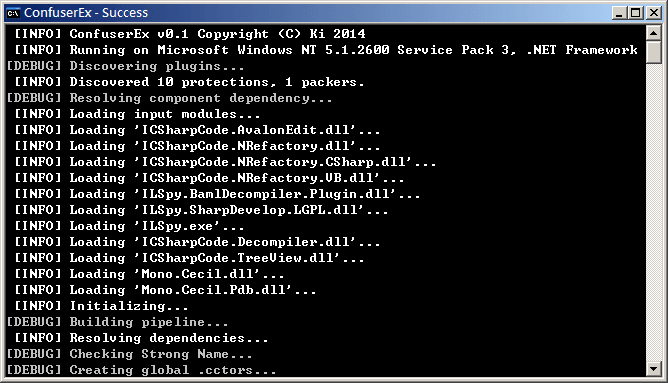 ConfuserEx - Success
[INFO] ConfuserEx v0.1 Copyright (C) Ki 2014
[INFO] Running on Microsoft Windows NT 5.1.2600 Service Pack 3, .NET Framework
[DEBUG] Discovering plugins...
[INFO] Discovered 10 protections, 1 packers.
[DEBUG] Resolving component dependency...
[INFO] Loading input modules...
[INFO] Loading 'ICSharpCode.AvalonEdit.dll'...
[INFO] Loading 'ICSharpCode.NRefactory.dll'...
[INFO] Loading 'ICSharpCode.NRefactory.CSharp.dll'...
[INFO] Loading 'ICSharpCode.NRefactory.VB.dll'...
[INFO] Loading 'ILSpy.BamlDecompiler.Plugin.dll'...
[INFO] Loading 'ILSpy.SharpDevelop.LGPL.dll'...
[INFO] Loading 'ILSpy.exe'...
[INFO] Loading 'ICSharpCode.Decompiler.dll'...
[INFO] Loading 'ICSharpCode.TreeView.dll'...
[INFO] Loading 'Mono.Cecil.dll'...
[INFO] Loading 'Mono.Cecil.Pdb.dll'...
[INFO] Initializing...
[DEBUG] Building pipeline...
[INFO] Resolving dependencies...
[DEBUG] Checking Strong Name...
[DEBUG] Creating global .cctors...